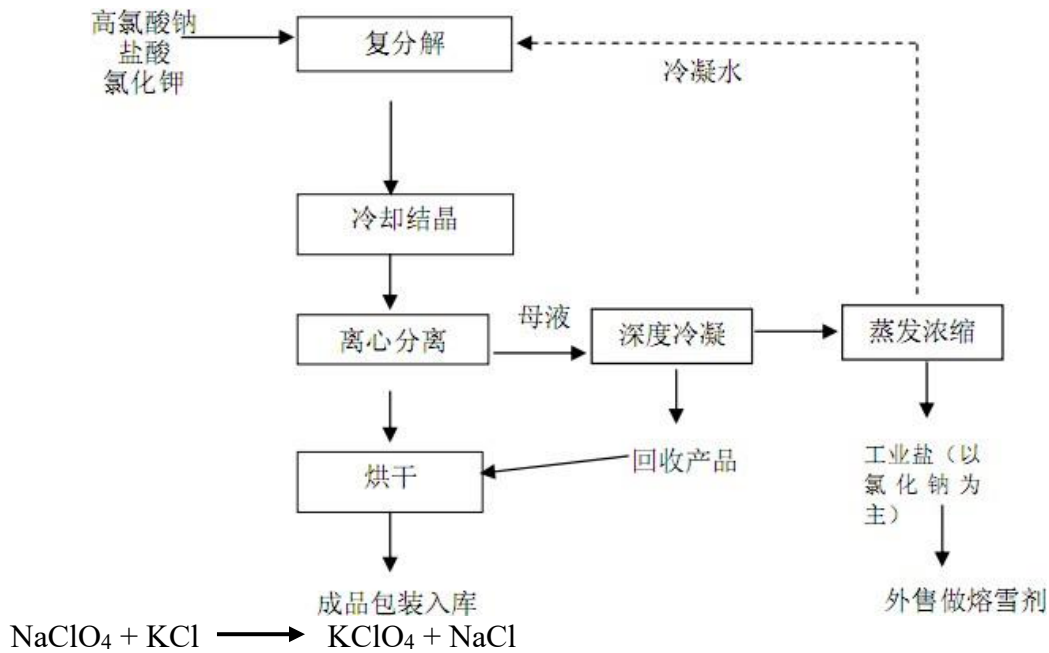 高氯酸钠
盐酸
氯化钾
复分解
冷凝水
冷却结晶
离心分离
母液
深度冷凝
蒸发浓缩
烘干
回收产品
工业盐（以
氯化钠为
主）
成品包装入库
外售做熔雪剂
NaClO₄ + KCl → KClO₄ + NaCl